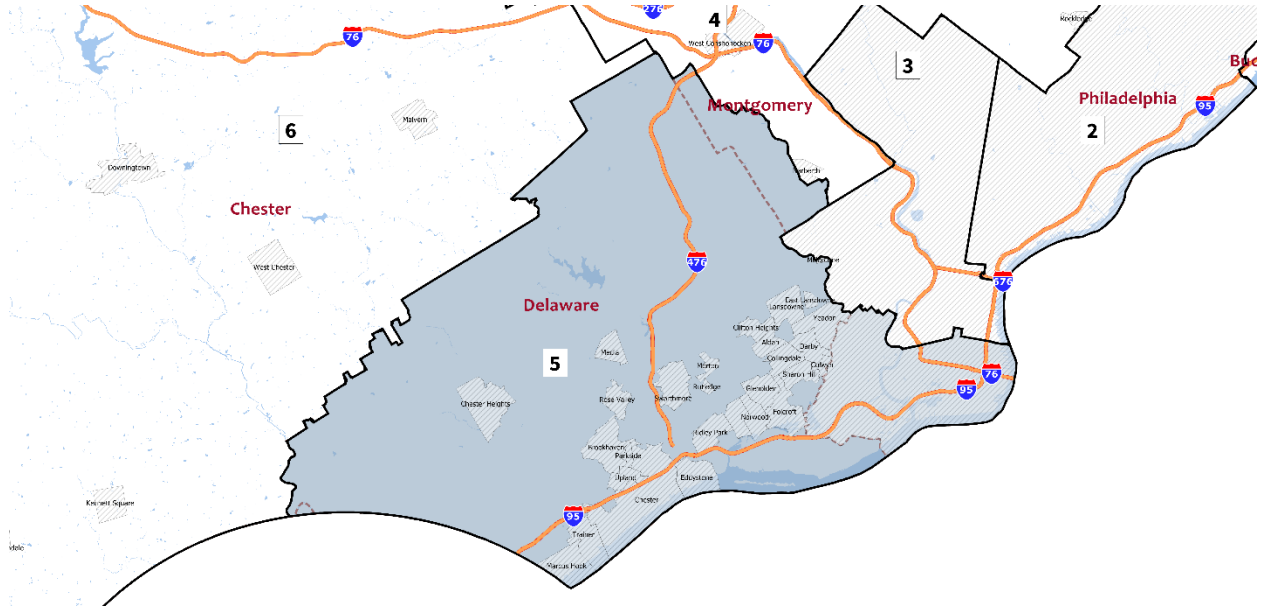 4
Rockledge
276
76
West Conshohocken
76
3
Buc
Montgomery
Philadelphia
95
6
Malvern
2
Downingtown
Narberth
Chester
West Chester
Millbourne
476
676
Delaware
East Lansdowne
Lansdowne
Yeadon
Clifton Heights
Aldan
Darby
Media
5
Collingdale
Colwyn
Morton
Sharon Hill
76
Rutledge
95
Swarthmore
Glenolden
Rose Valley
Chester Heights
Folcroft
Norwood
Ridley Park
Brookhaven
Parkside
Upland
Eddystone
Chester
Kennett Square
95
Trainer
ndale
Marcus Hook